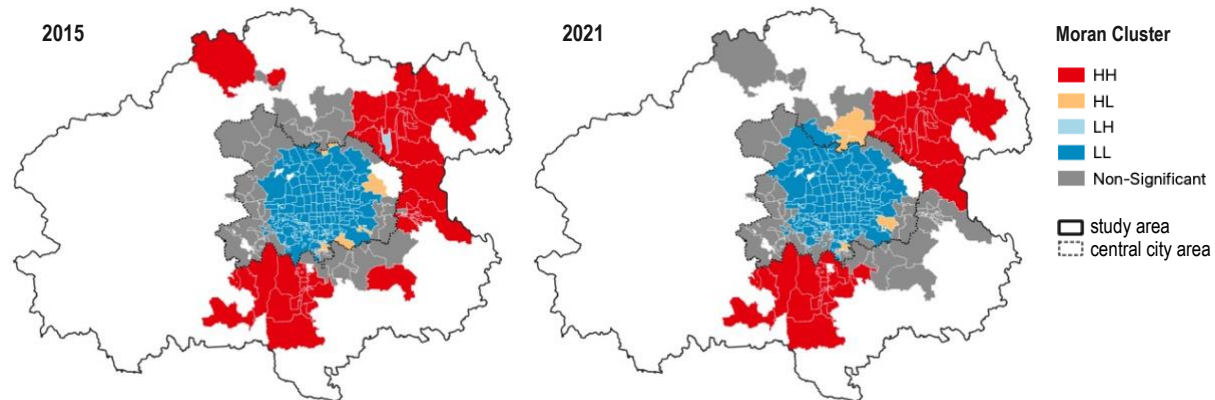 2015
2021
Moran Cluster
HH
HL
LH
LL
Non-Significant
study area
central city area